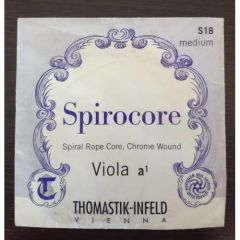 S18
medium
Spirocore
Spiral Rope Core, Chrome Wound
Viola a¹
THOMASTIK-INFELD
VIENNA